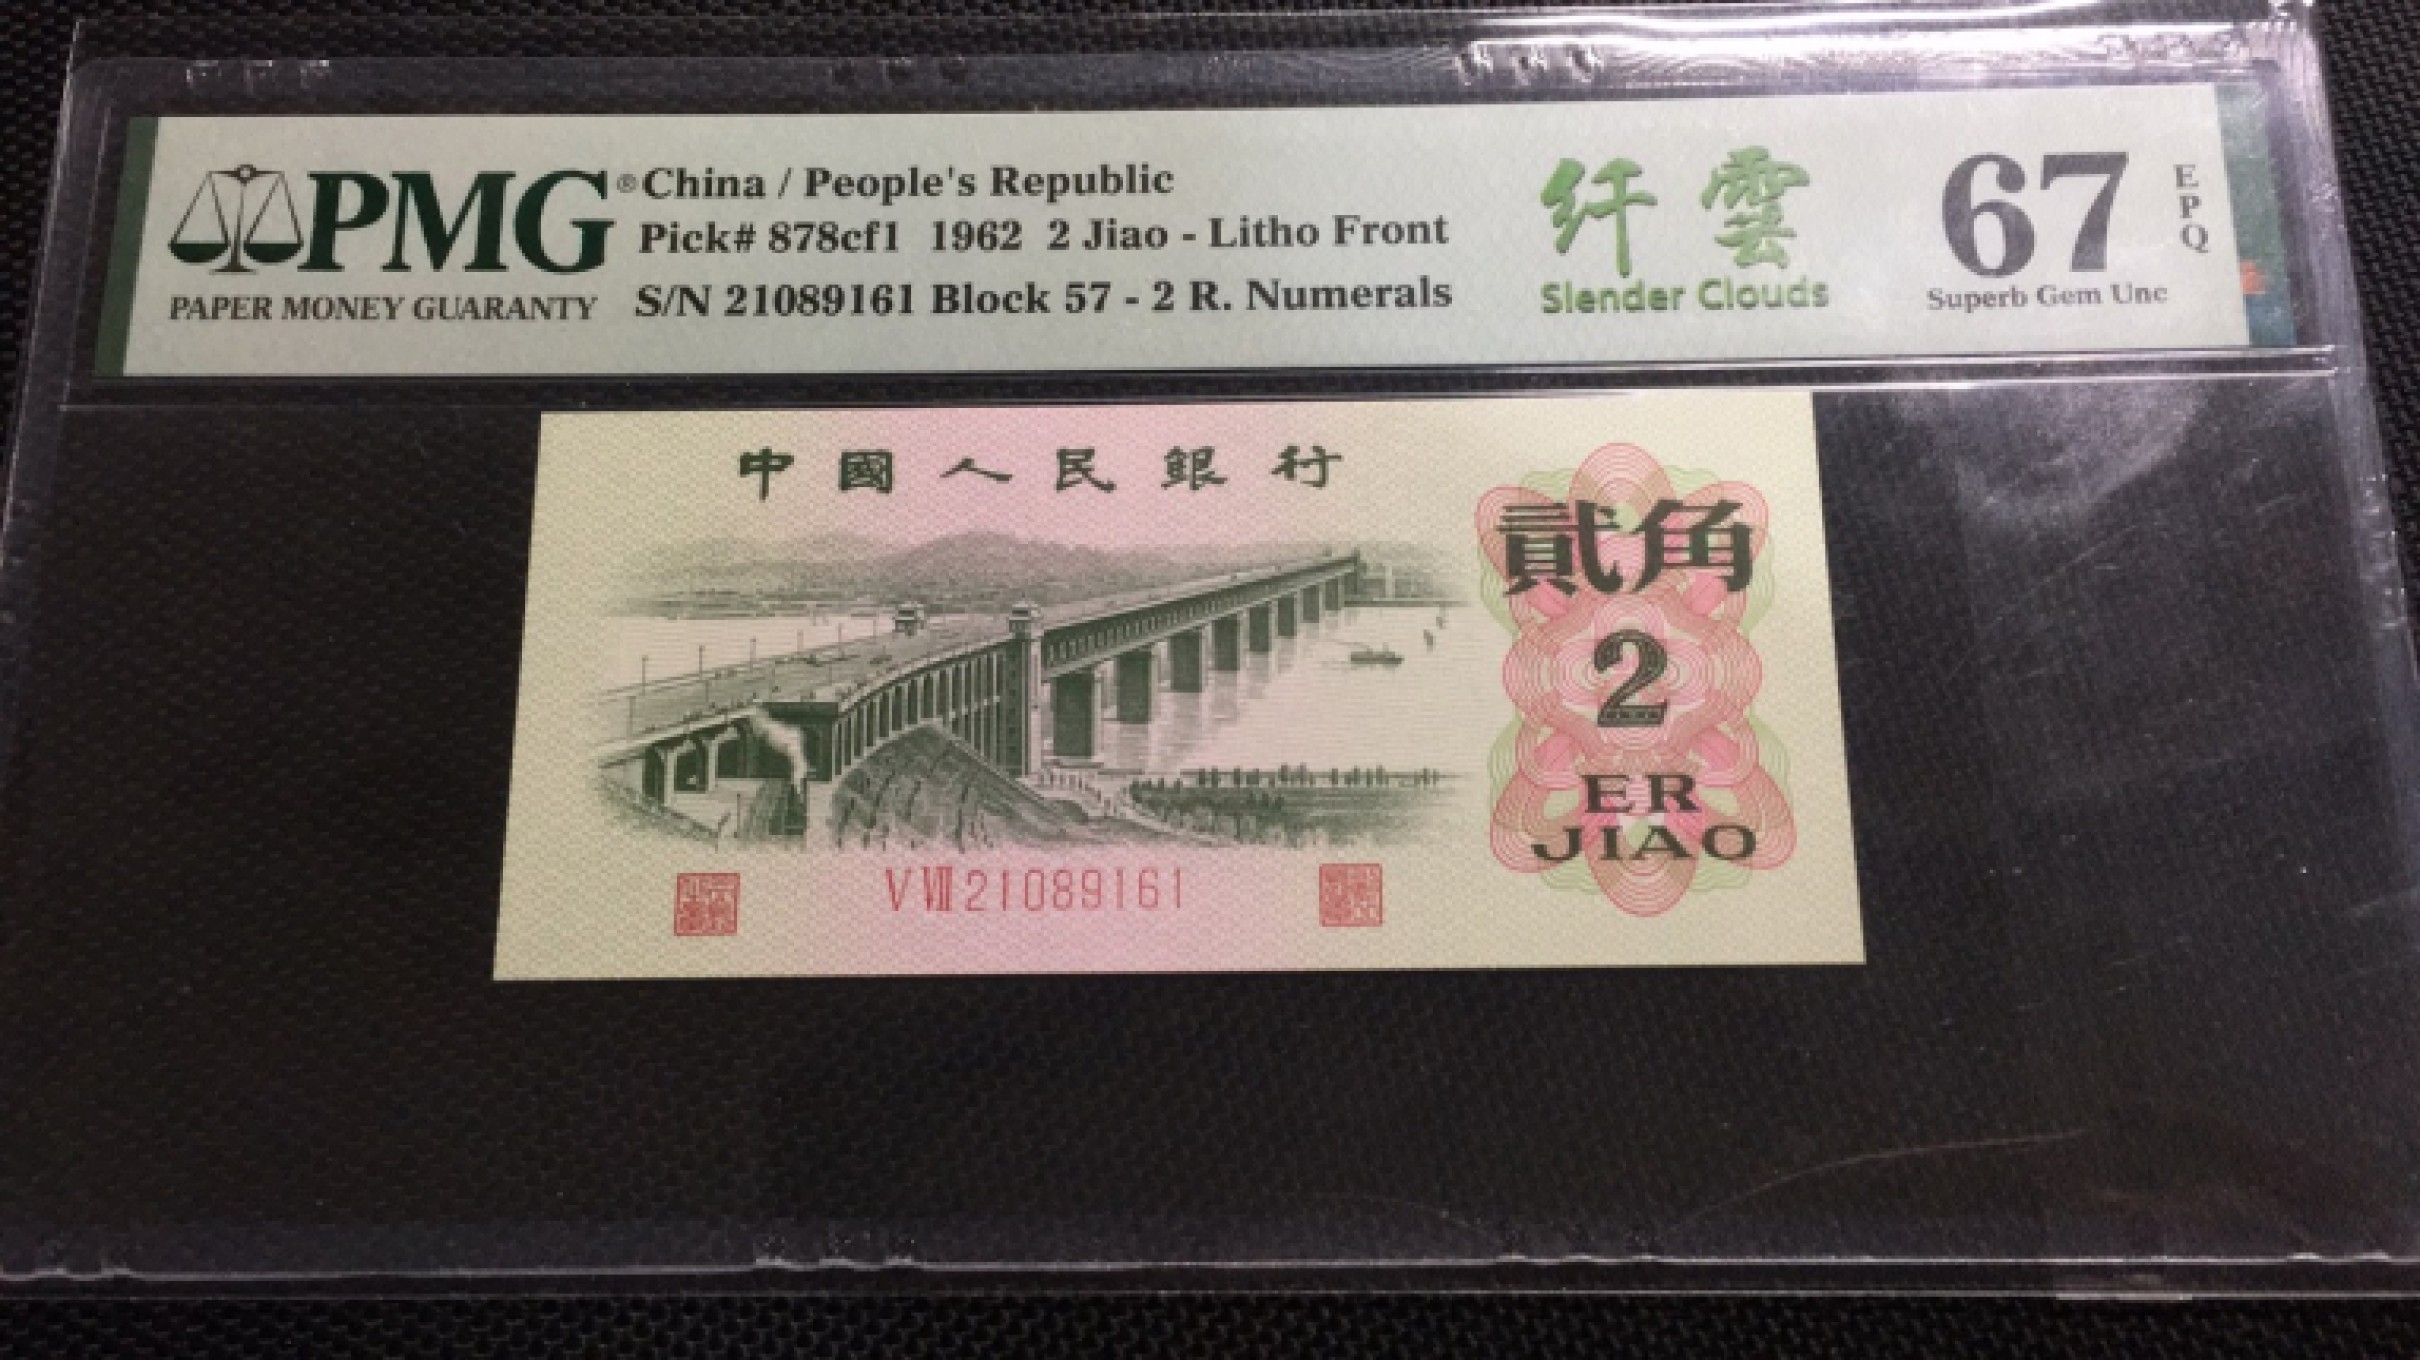 PMG®
PAPER MONEY GUARANTY
China / People's Republic
Pick# 878cf1 1962 2 Jiao - Litho Front
S/N 21089161 Block 57 - 2 R. Numerals
纤雲
Slender Clouds
67
EPQ
Superb Gem Unc
中國人民銀行
貳角
2
ER
JIAO
V VII 21089161